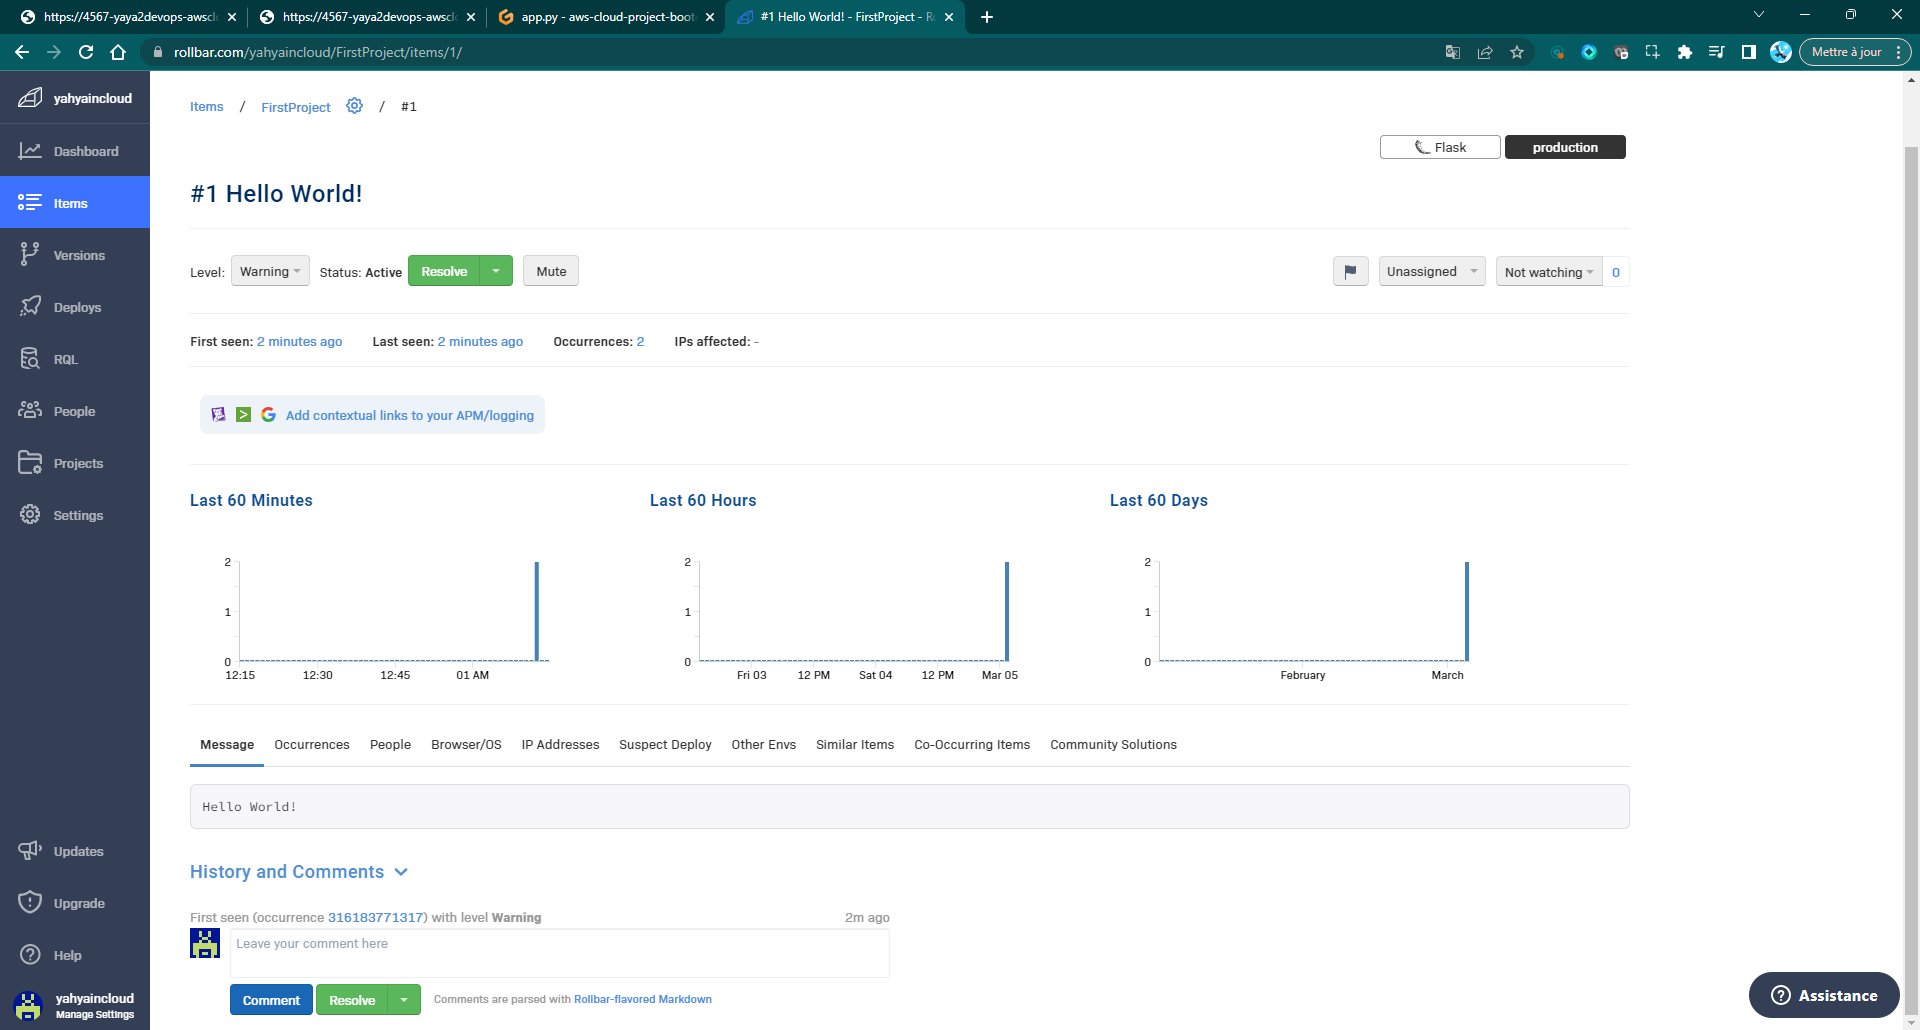 https://4567-yaya2devops-awscl
https://4567-yaya2devops-awscl
app.py - aws-cloud-project-boot
#1 Hello World! - FirstProject - Ro
rollbar.com/yahyaincloud/FirstProject/items/1/
Mettre à jour
yahyaincloud
Dashboard
Items
Versions
Deploys
RQL
People
Projects
Settings
Updates
Upgrade
Help
yahyaincloud
Manage Settings
Items / FirstProject / #1
Flask
production
#1 Hello World!
Level: Warning Status: Active Resolve Mute
Unassigned Not watching 0
First seen: 2 minutes ago Last seen: 2 minutes ago Occurrences: 2 IPs affected: -
Add contextual links to your APM/logging
Last 60 Minutes
2
1
0
12:15 12:30 12:45 01 AM
Last 60 Hours
2
1
0
Fri 03 12 PM Sat 04 12 PM Mar 05
Last 60 Days
2
1
0
February March
Message Occurrences People Browser/OS IP Addresses Suspect Deploy Other Envs Similar Items Co-Occurring Items Community Solutions
Hello World!
History and Comments
First seen (occurrence 316183771317) with level Warning 2m ago
Leave your comment here
Comment Resolve Comments are parsed with Rollbar-flavored Markdown
Assistance